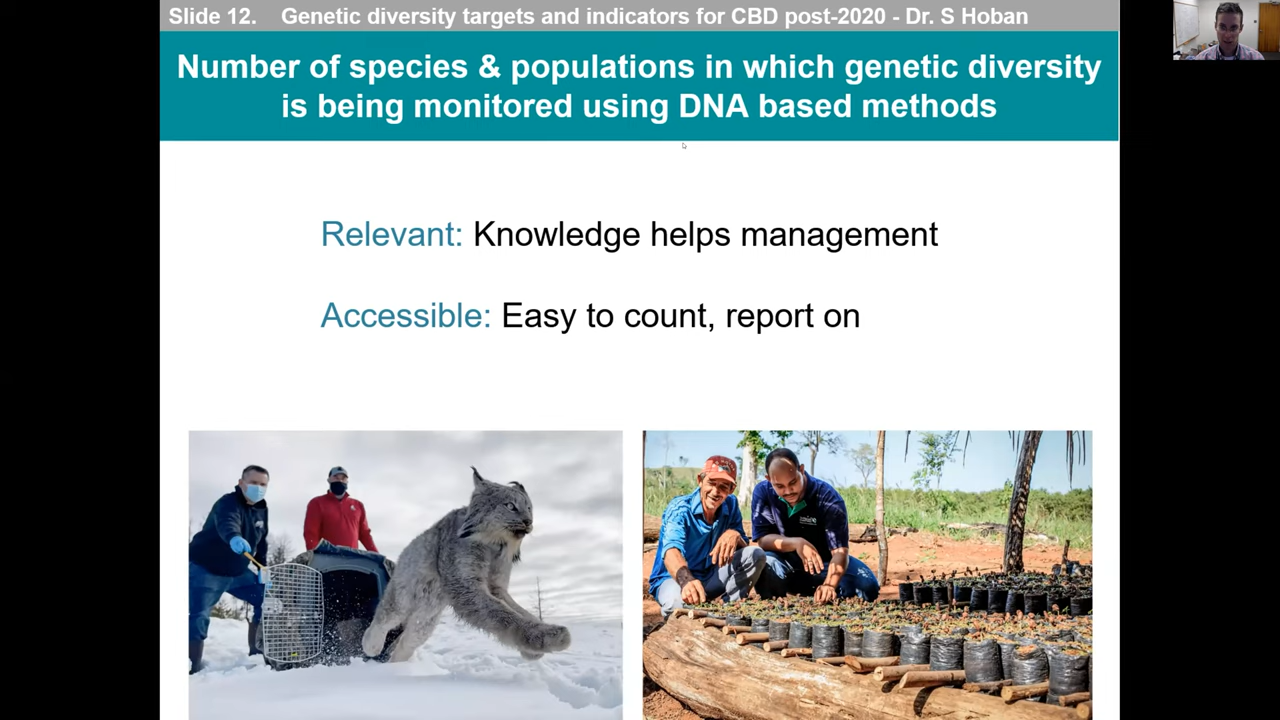 Slide 12. Genetic diversity targets and indicators for CBD post-2020 - Dr. S Hoban
Number of species & populations in which genetic diversity
is being monitored using DNA based methods
Relevant: Knowledge helps management
Accessible: Easy to count, report on